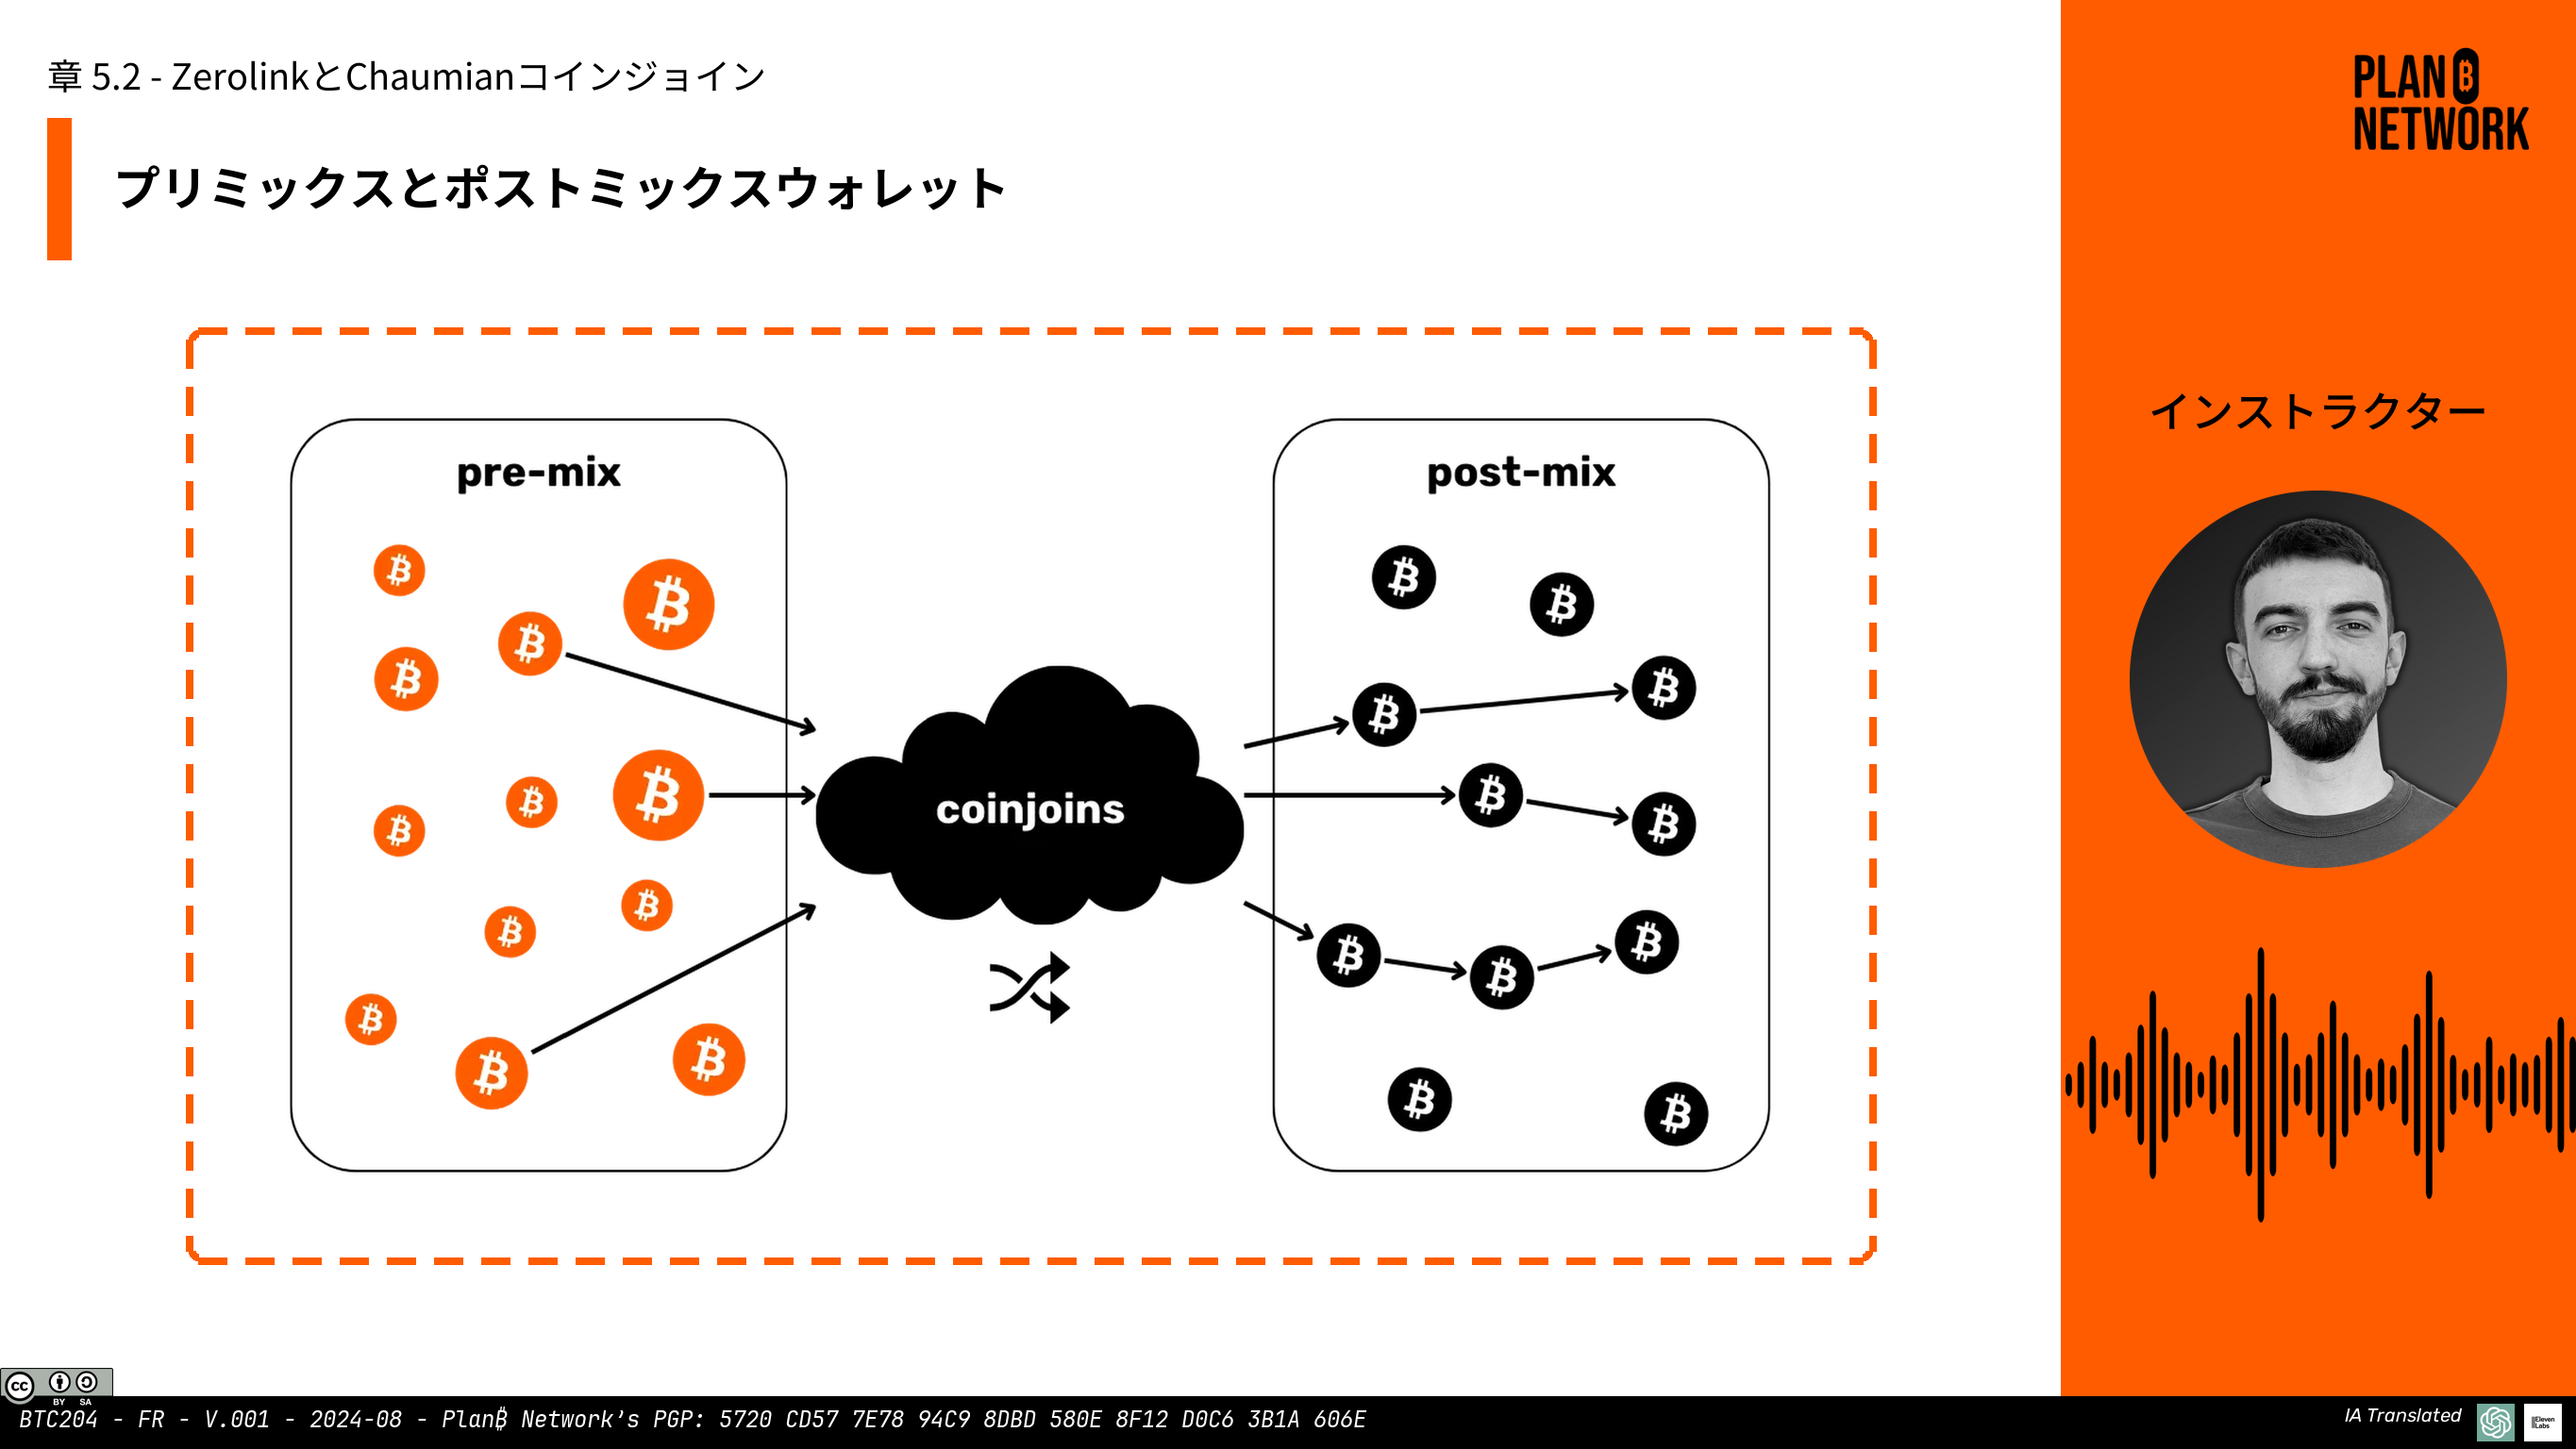 章 5.2 - ZerolinkとChaumianコインジョイン
プリミックスとポストミックスウォレット
PLAN ₿
NETWORK
インストラクター
pre-mix
post-mix
coinjoins
cc
BY SA
BTC204 - FR - V.001 - 2024-08 - Plan₿ Network's PGP: 5720 CD57 7E78 94C9 8DBD 580E 8F12 D0C6 3B1A 606E
IA Translated
ElevenLabs